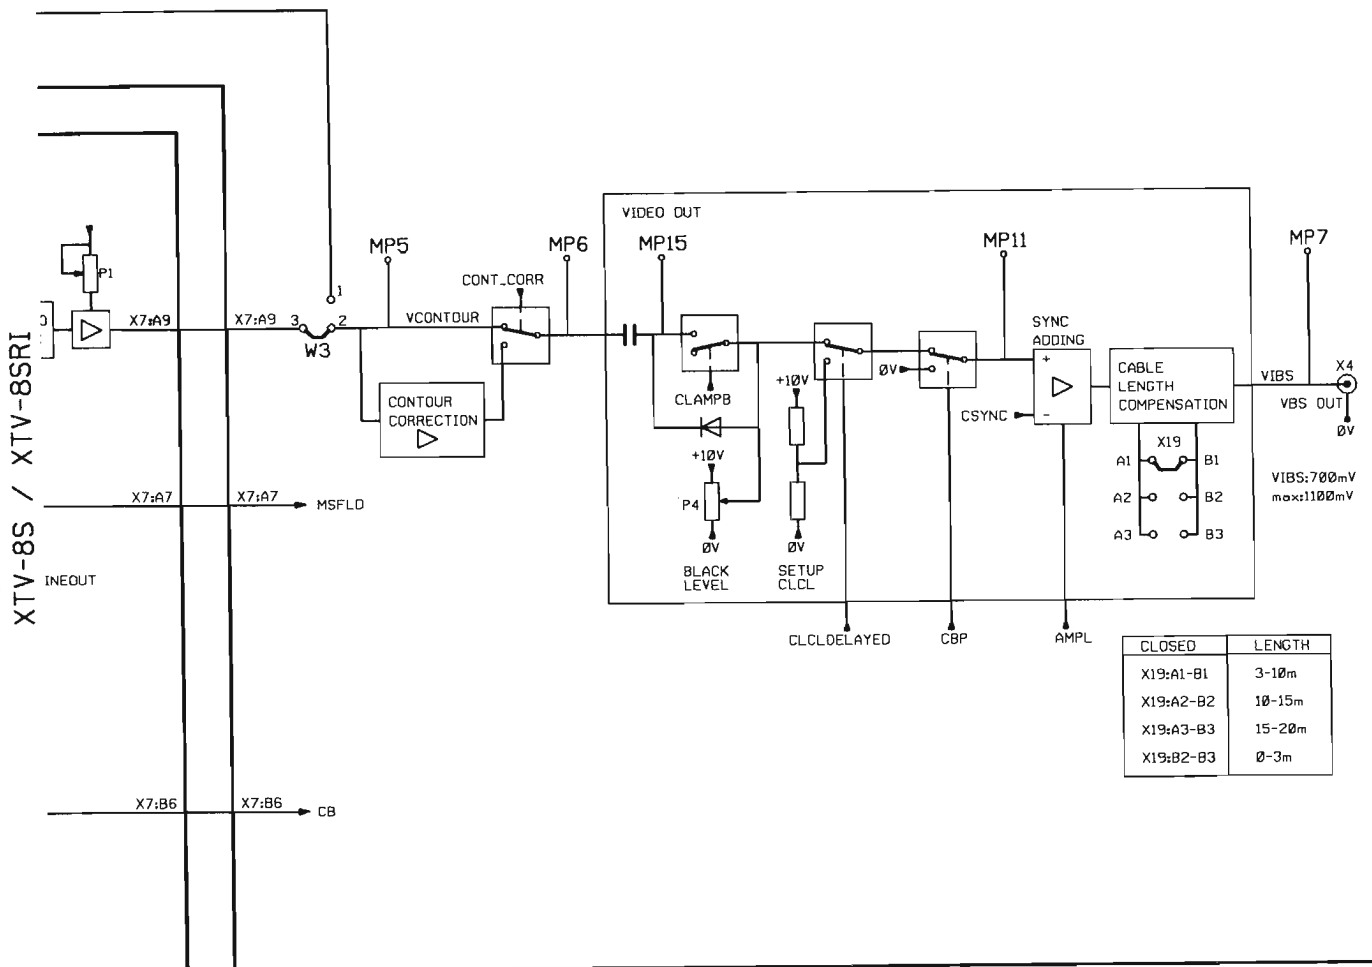 VIDEO OUT
MP5
MP6
MP15
MP11
MP7
P1
CONT_CORR
1
X7:A9
X7:A9
3
2
W3
VCONTOUR
SYNC
ADDING
+
-
CONTOUR
CORRECTION
CLAMPB
+10V
0V
CSYNC
CABLE
LENGTH
COMPENSATION
VIBS
X4
VBS OUT
0V
XTV-8S / XTV-8SRI
+10V
P4
0V
BLACK
LEVEL
0V
SETUP
CLCL
X19
A1
B1
A2
B2
A3
B3
VIBS:700mV
max:1100mV
X7:A7
X7:A7
MSFLD
INEOUT
CLCLDELAYED
CBP
AMPL
CLOSED LENGTH
X19:A1-B1 3-10m
X19:A2-B2 10-15m
X19:A3-B3 15-20m
X19:B2-B3 0-3m
X7:B6
X7:B6
CB